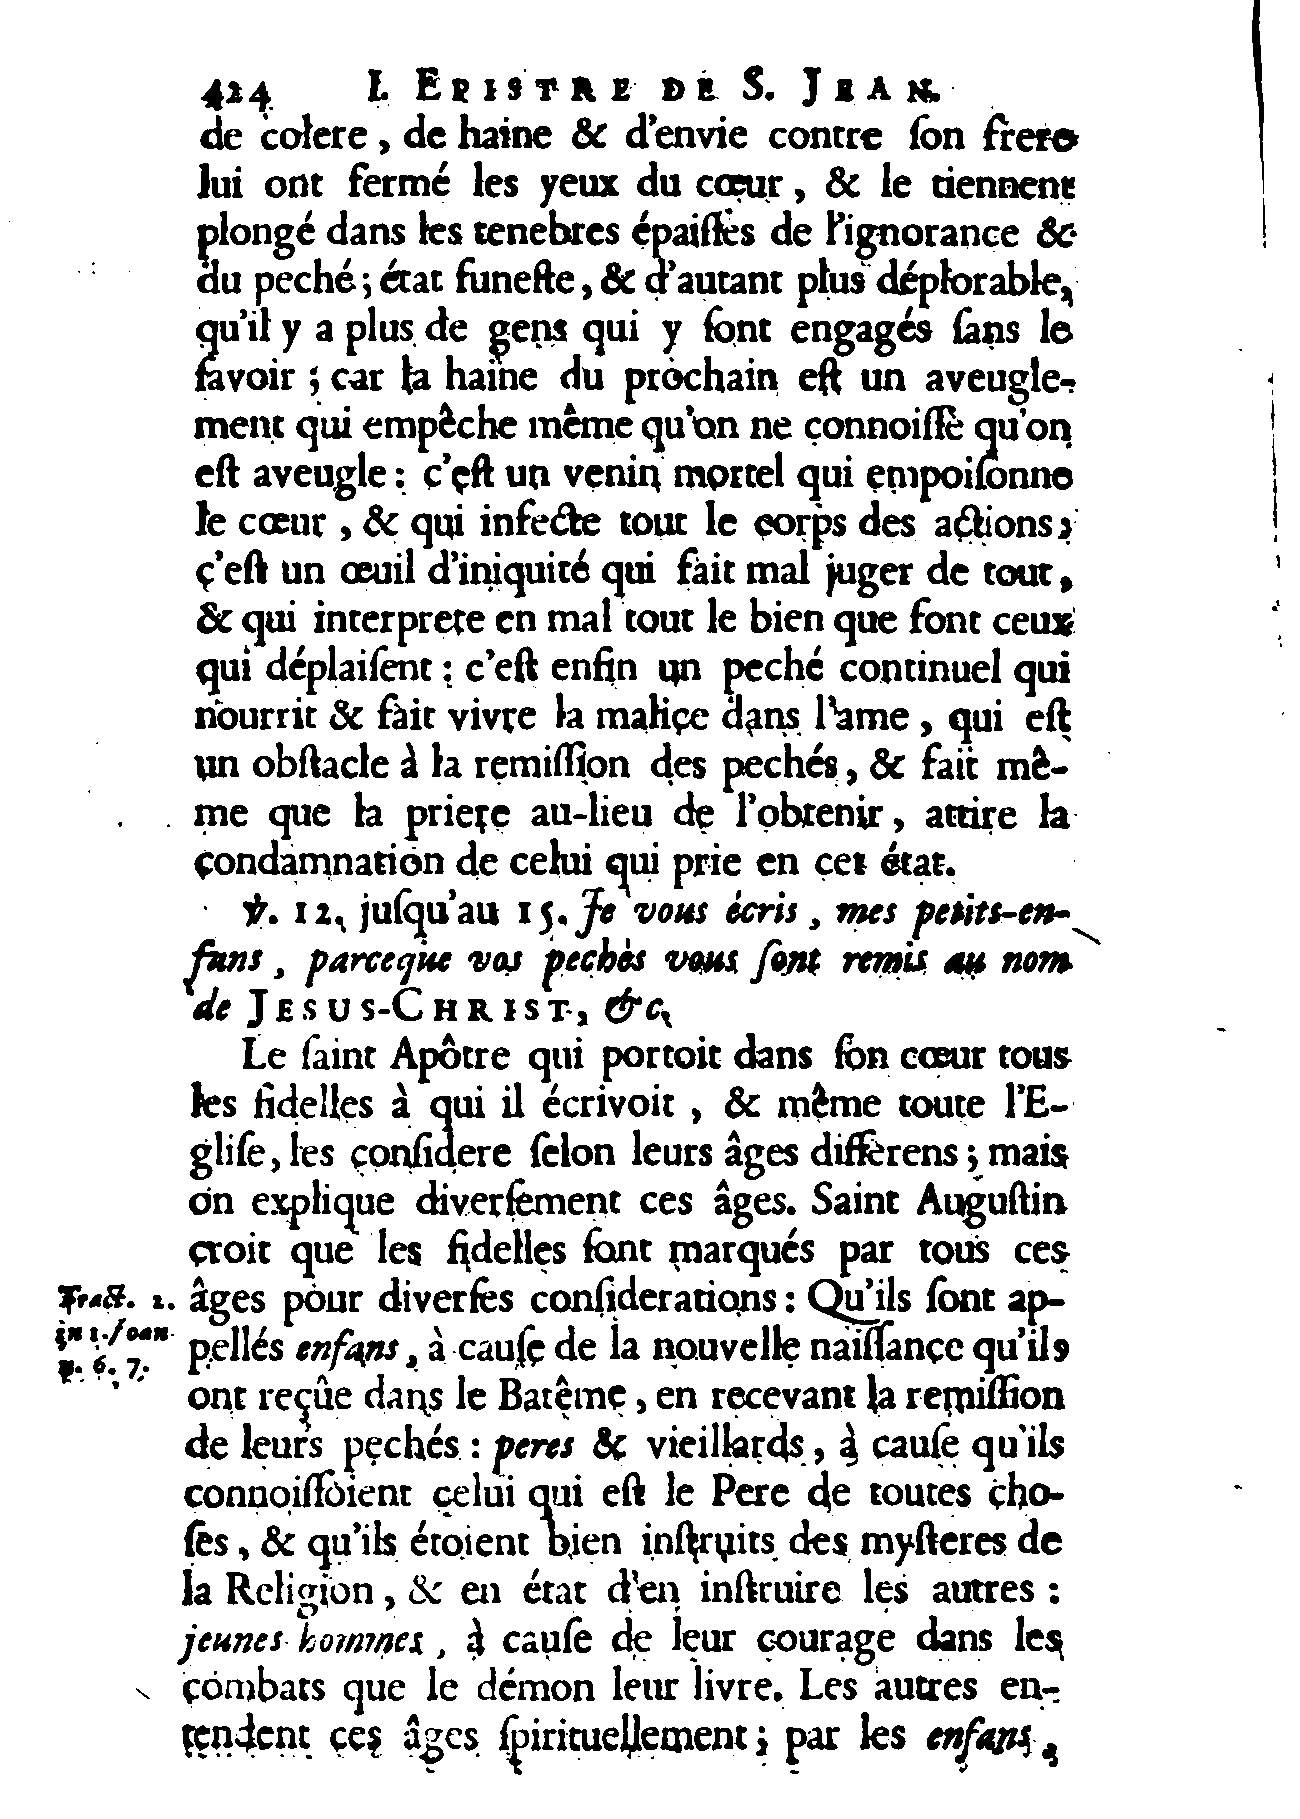 424 I. EPISTRE DE S. JEAN.
de colere, de haine & d'envie contre ſon frere
lui ont fermé les yeux du cœur, & le tiennent
plongé dans les tenebres épaiſſes de l'ignorance &
du peché; état funeſte, & d'autant plus déplorable,
qu'il y a plus de gens qui y ſont engagés ſans le
ſavoir; car la haine du prochain eſt un aveugle-
ment qui empêche même qu'on ne connoiſſe qu'on
eſt aveugle: c'eſt un venin mortel qui empoiſonne
le cœur, & qui infecte tout le corps des actions;
c'eſt un œuil d'iniquité qui fait mal juger de tout,
& qui interprete en mal tout le bien que font ceux
qui déplaiſent: c'eſt enfin un peché continuel qui
nourrit & fait vivre la malice dans l'ame, qui eſt
un obſtacle à la remiſſion des pechés, & fait mê-
me que la priere au-lieu de l'obtenir, attire la
condamnation de celui qui prie en cet état.
℣. 12, juſqu'au 15. Je vous écris, mes petits-en-
fans, parceque vos pechés vous ſont remis au nom
de JESUS-CHRIST, &c.
Le ſaint Apôtre qui portoit dans ſon cœur tous
les fidelles à qui il écrivoit, & même toute l'E-
gliſe, les conſidere ſelon leurs âges differens; mais
on explique diverſement ces âges. Saint Auguſtin
croit que les fidelles ſont marqués par tous ces
âges pour diverſes conſiderations: Qu'ils ſont ap-
pellés enfans, à cauſe de la nouvelle naiſſance qu'ils
ont reçûe dans le Batême, en recevant la remiſſion
de leurs pechés: peres & vieillards, à cauſe qu'ils
connoiſſoient celui qui eſt le Pere de toutes cho-
ſes, & qu'ils étoient bien inſtruits des myſteres de
la Religion, & en état d'en inſtruire les autres:
jeunes hommes, à cauſe de leur courage dans les
combats que le démon leur livre. Les autres en-
tendent ces âges ſpirituellement; par les enfans,
Tract. 2.
in 1. Joan
n. 6. 7.